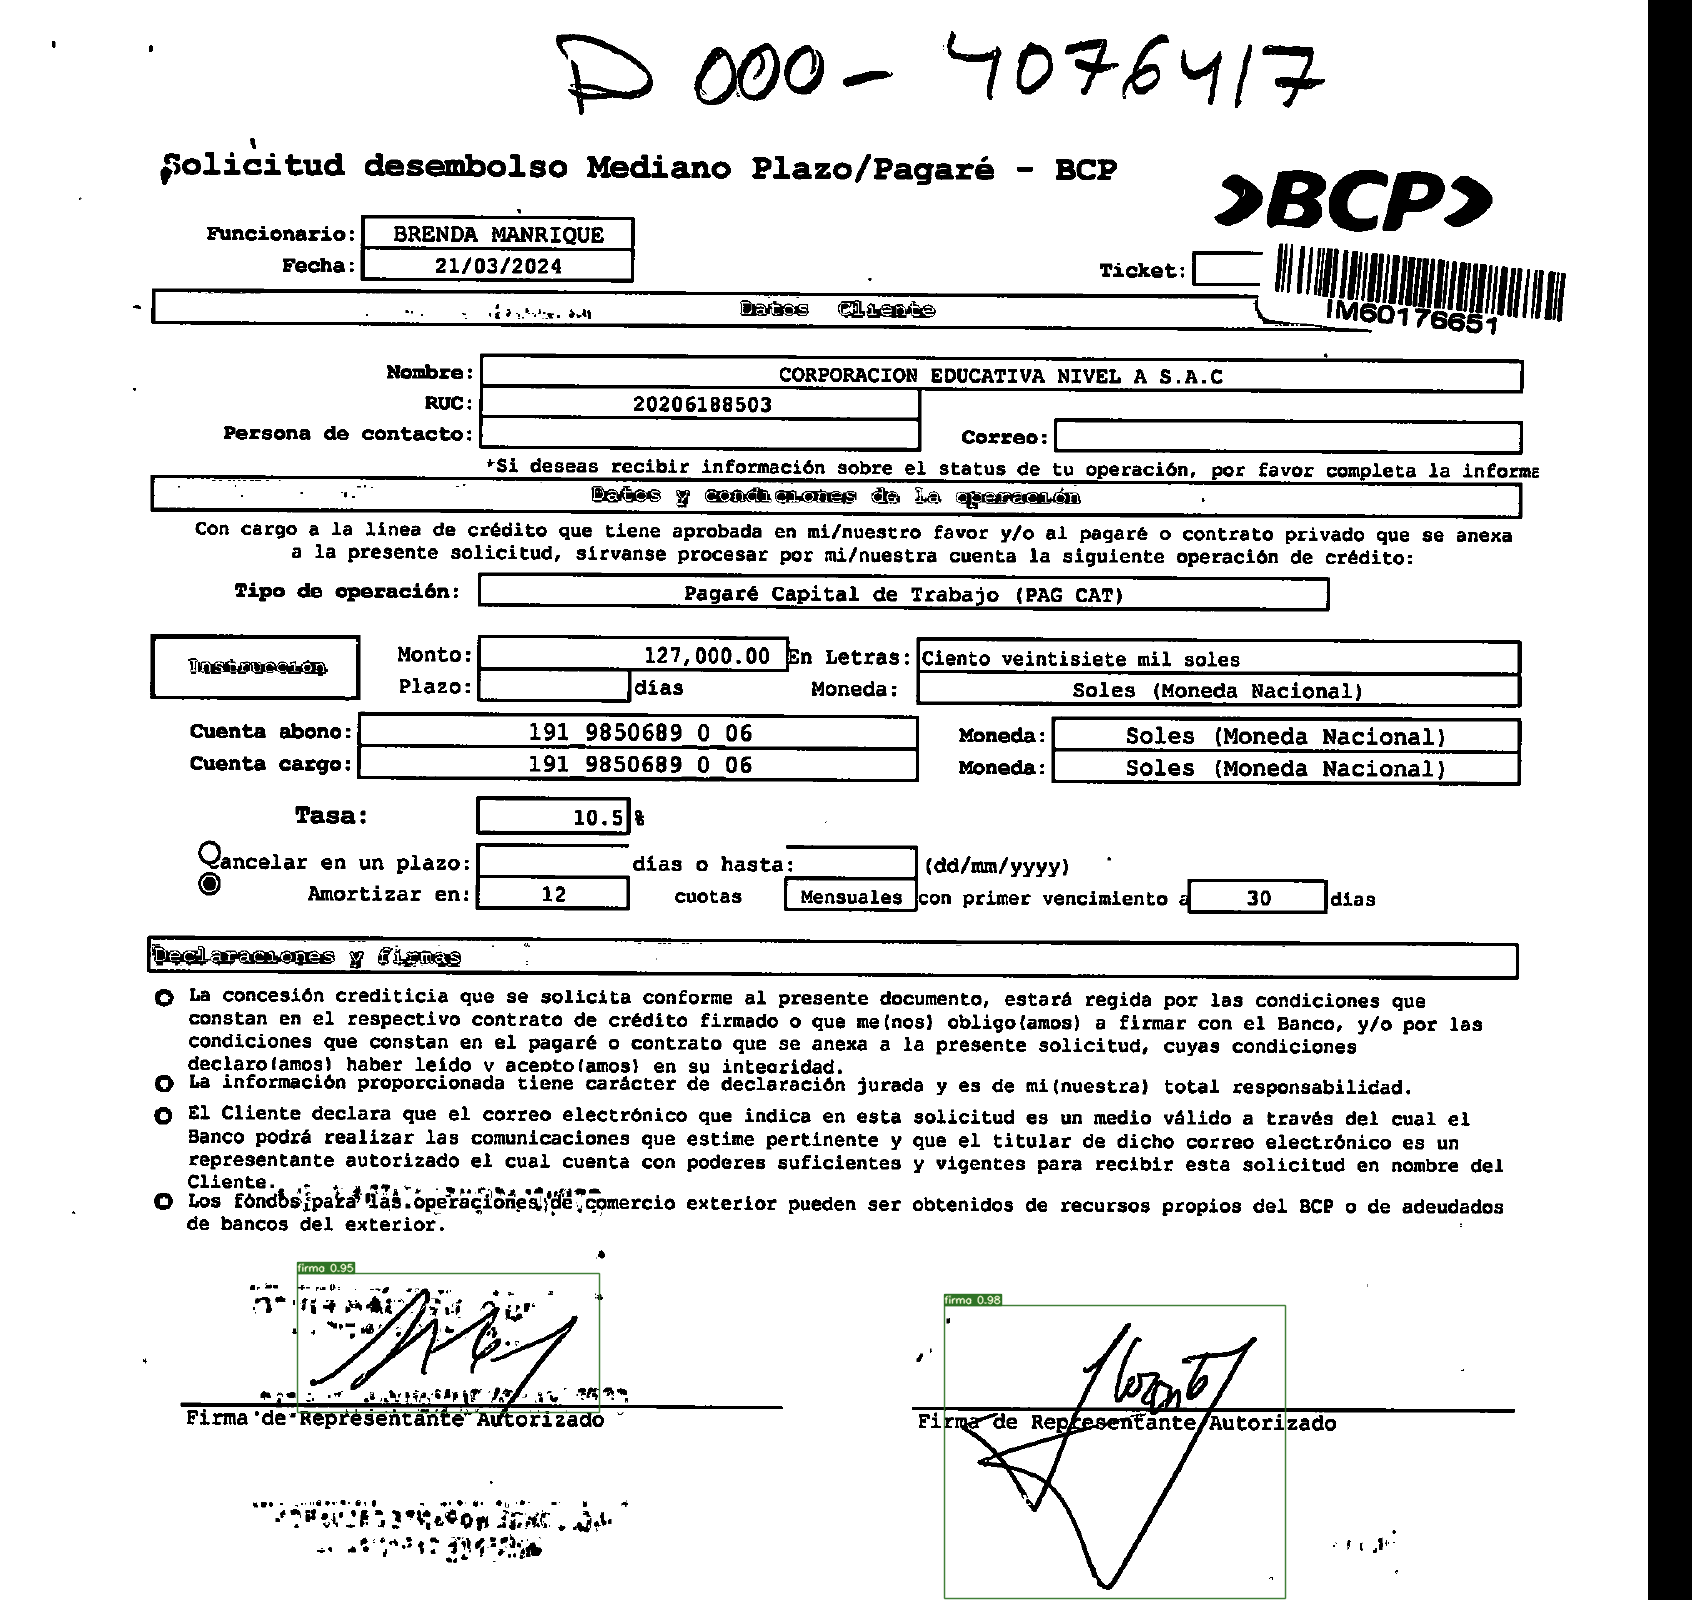 D 000 - 4076417
Solicitud desembolso Mediano Plazo/Pagaré - BCP
>BCP>
Funcionario: BRENDA MANRIQUE
Fecha: 21/03/2024
Ticket:
IM60176651
Datos Cliente
Nombre: CORPORACION EDUCATIVA NIVEL A S.A.C
RUC: 20206188503
Persona de contacto: Correo:
*Si deseas recibir información sobre el status de tu operación, por favor completa la informa
Datos y condiciones de la operación
Con cargo a la línea de crédito que tiene aprobada en mi/nuestro favor y/o al pagaré o contrato privado que se anexa
a la presente solicitud, sírvanse procesar por mi/nuestra cuenta la siguiente operación de crédito:
Tipo de operación: Pagaré Capital de Trabajo (PAG CAT)
Instrucción
Monto: 127,000.00 En Letras: Ciento veintisiete mil soles
Plazo: días Moneda: Soles (Moneda Nacional)
Cuenta abono: 191 9850689 0 06 Moneda: Soles (Moneda Nacional)
Cuenta cargo: 191 9850689 0 06 Moneda: Soles (Moneda Nacional)
Tasa: 10.5 %
Cancelar en un plazo: días o hasta: (dd/mm/yyyy)
Amortizar en: 12 cuotas Mensuales con primer vencimiento a 30 días
Declaraciones y firmas
La concesión crediticia que se solicita conforme al presente documento, estará regida por las condiciones que
constan en el respectivo contrato de crédito firmado o que me(nos) obligo(amos) a firmar con el Banco, y/o por las
condiciones que constan en el pagaré o contrato que se anexa a la presente solicitud, cuyas condiciones
declaro(amos) haber leído y acepto(amos) en su integridad.
La información proporcionada tiene carácter de declaración jurada y es de mi(nuestra) total responsabilidad.
El Cliente declara que el correo electrónico que indica en esta solicitud es un medio válido a través del cual el
Banco podrá realizar las comunicaciones que estime pertinente y que el titular de dicho correo electrónico es un
representante autorizado el cual cuenta con poderes suficientes y vigentes para recibir esta solicitud en nombre del
Cliente.
Los fondos para las operaciones de comercio exterior pueden ser obtenidos de recursos propios del BCP o de adeudados
de bancos del exterior.
firma 0.95
firma 0.98
Firma de Representante Autorizado
Firma de Representante Autorizado